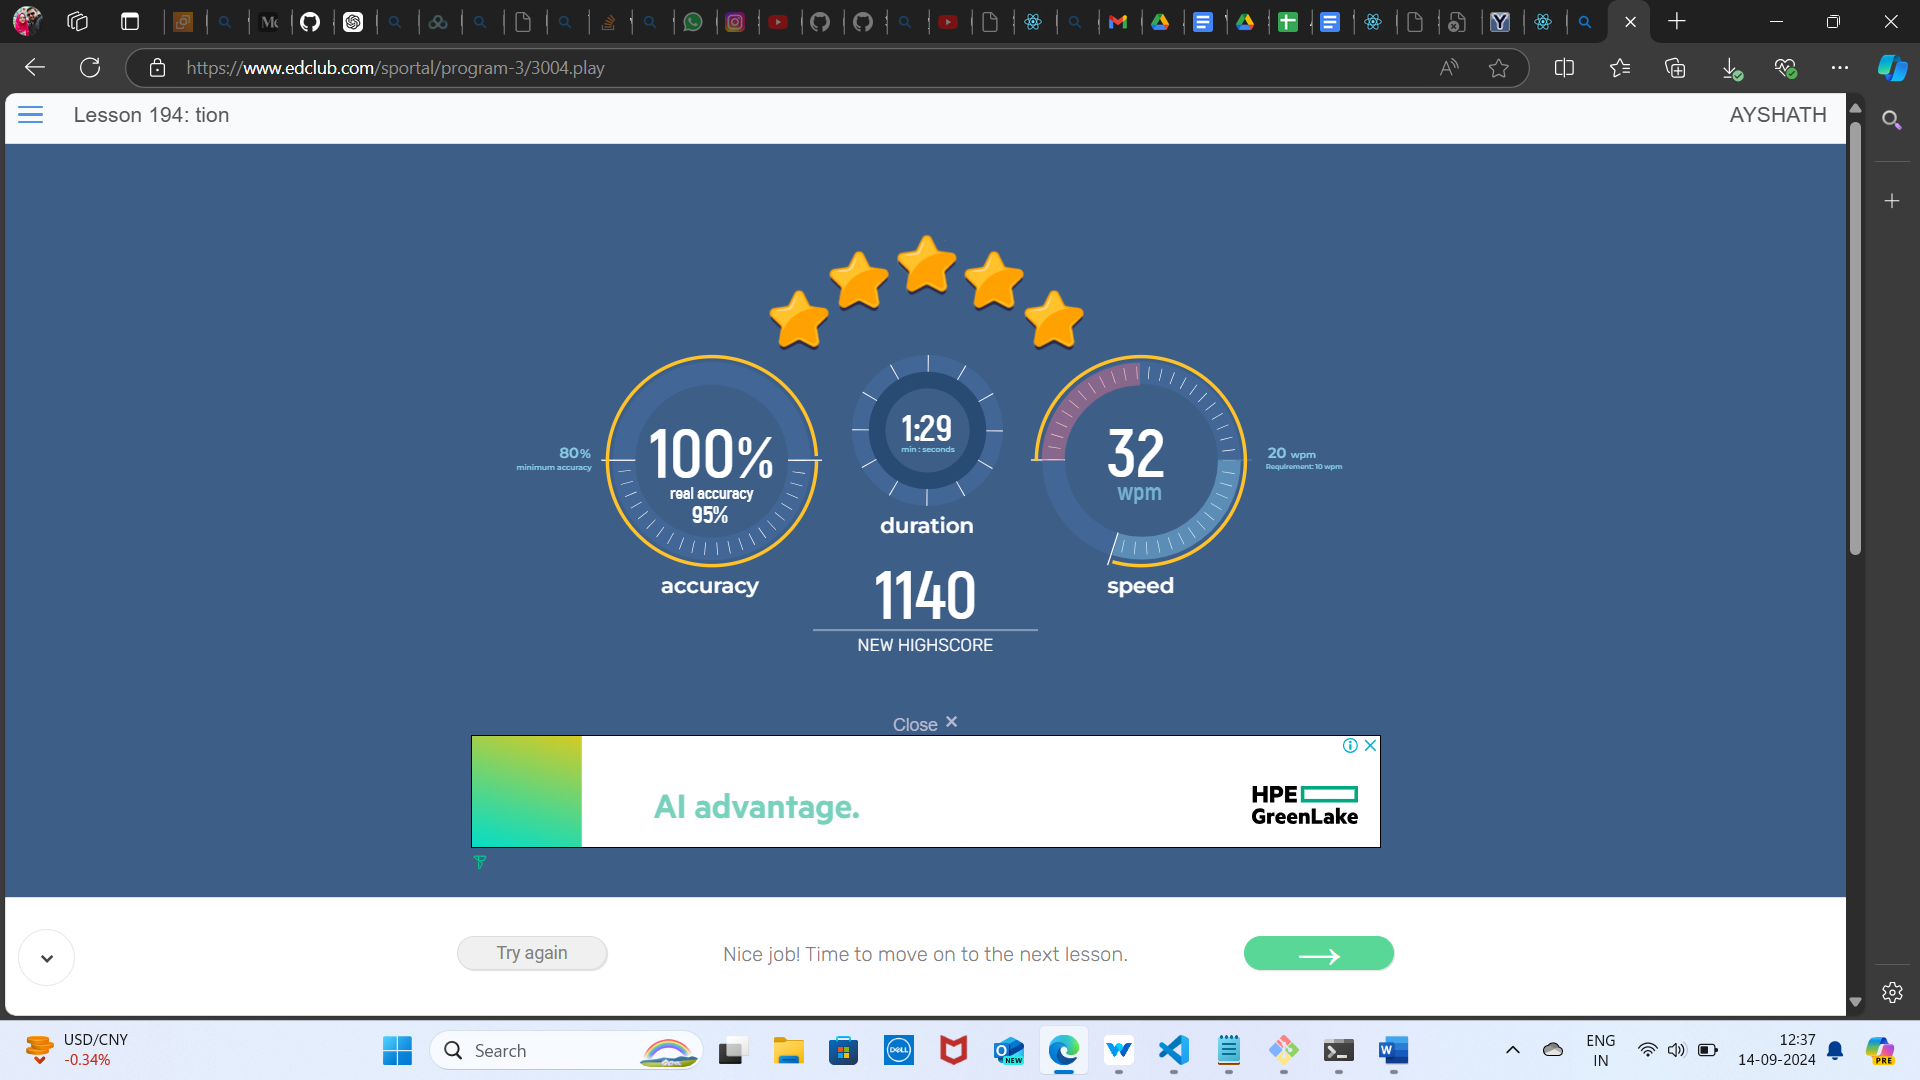 https://www.edclub.com/sportal/program-3/3004.play
Lesson 194: tion
AYSHATH
100%
real accuracy
95%
80%
minimum accuracy
accuracy
1:29
min : seconds
duration
32
wpm
20 wpm
Requirement: 10 wpm
speed
1140
NEW HIGHSCORE
Close ×
AI advantage.
HPE
GreenLake
Try again
Nice job! Time to move on to the next lesson.
USD/CNY
-0.34%
Search
DELL
NEW
ENG
IN
12:37
14-09-2024
PRE